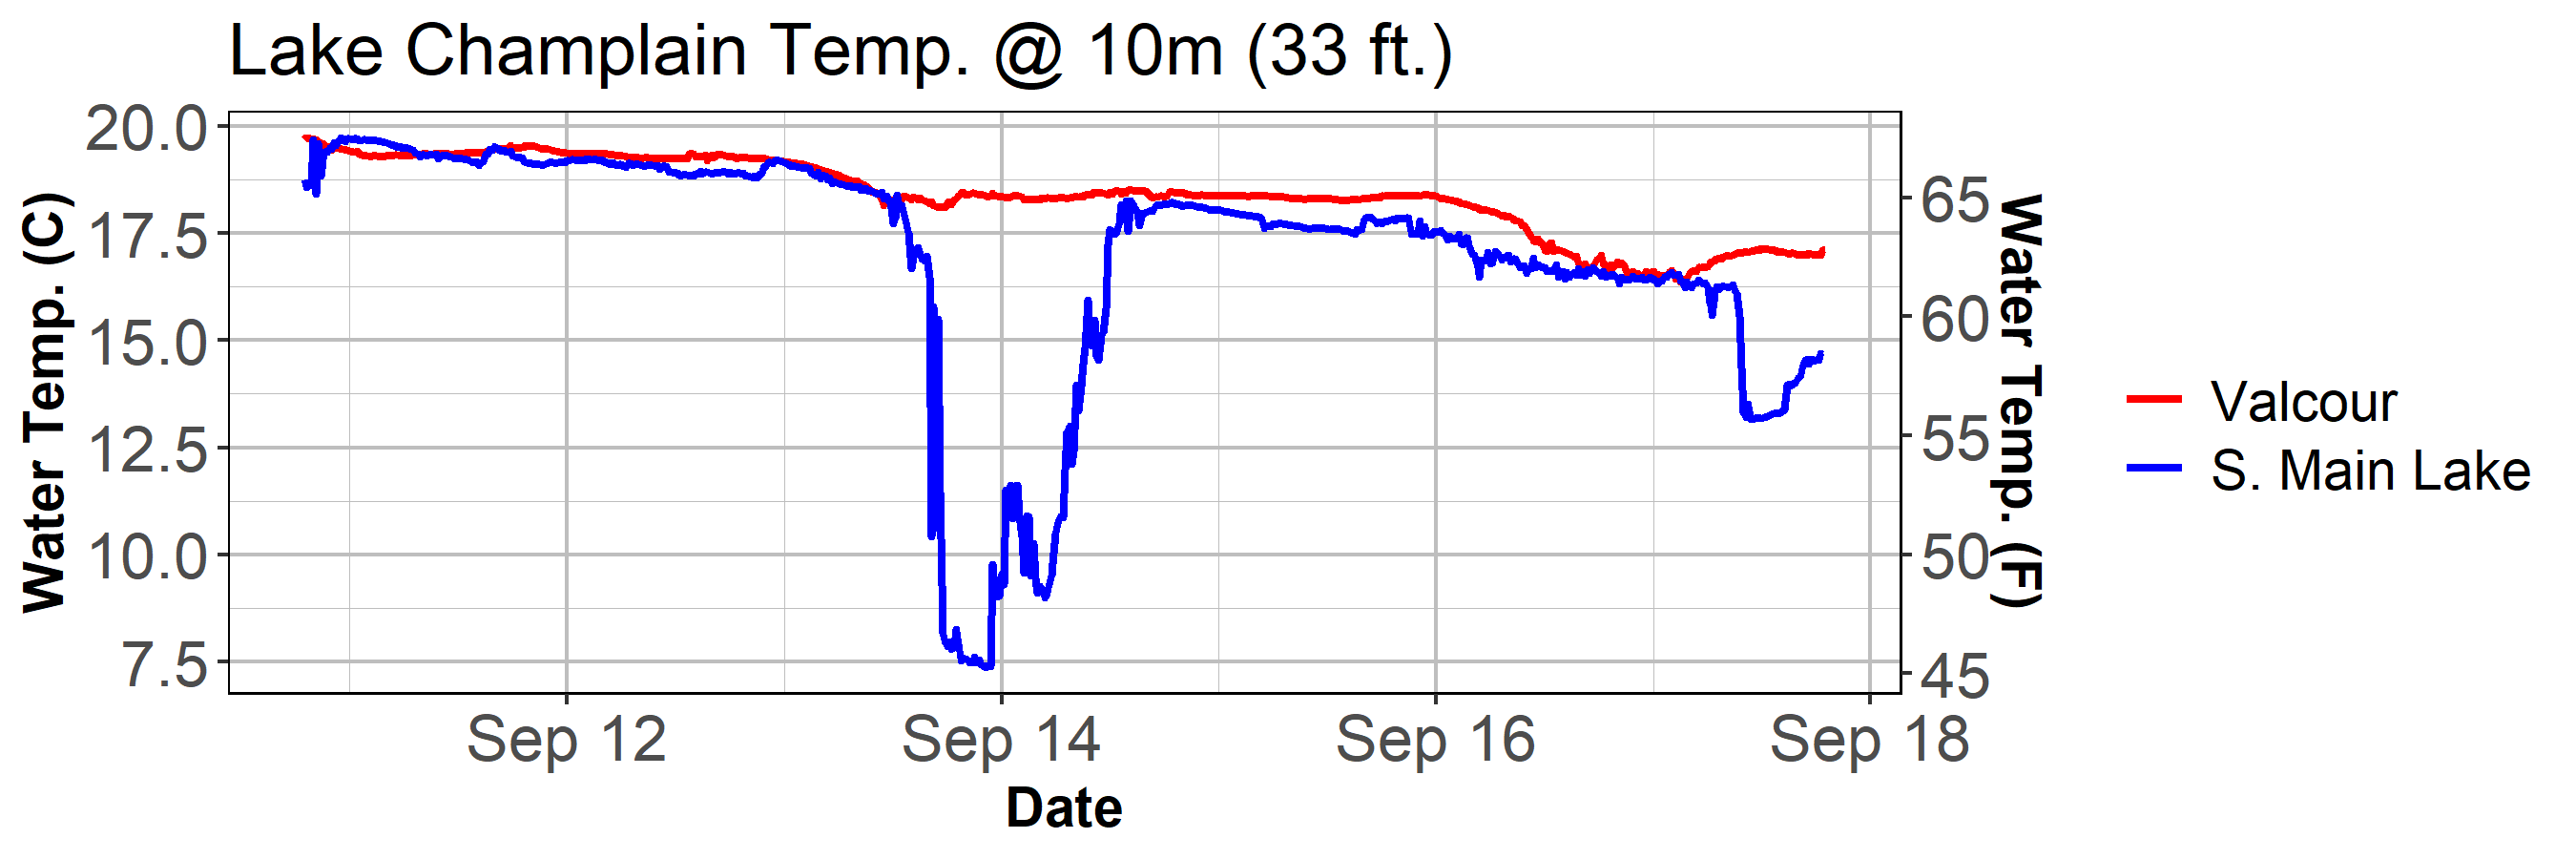 Lake Champlain Temp. @ 10m (33 ft.)
Water Temp. (C)
20.0
17.5
15.0
12.5
10.0
7.5
65
60
55
50
45
Water Temp. (F)
Sep 12
Sep 14
Sep 16
Sep 18
Date
Valcour
S. Main Lake